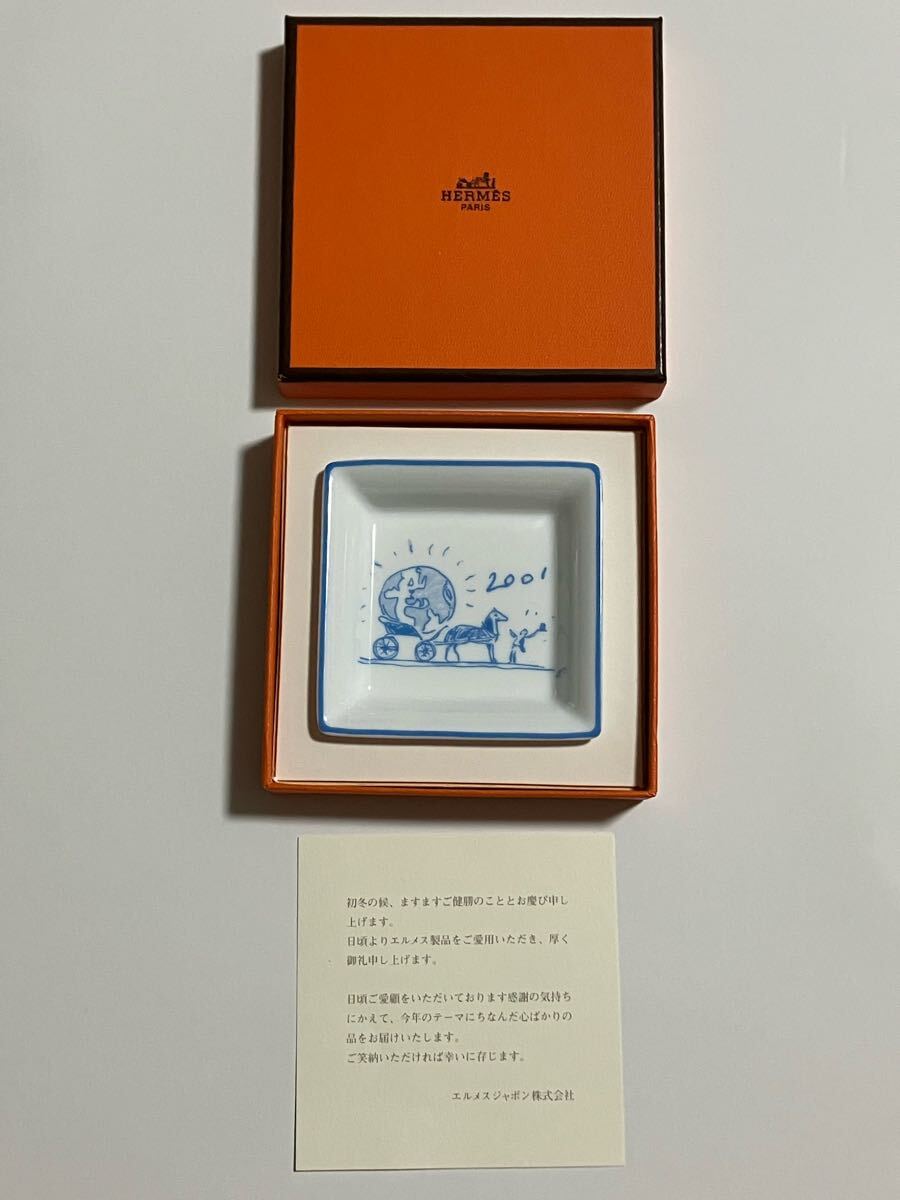 HERMÈS
PARIS
2001
初冬の候、ますますご健勝のこととお慶び申し
上げます。
日頃よりエルメス製品をご愛用いただき、厚く
御礼申し上げます。
日頃ご愛顧をいただいております感謝の気持ち
にかえて、今年のテーマにちなんだ心ばかりの
品をお届けいたします。
ご笑納いただければ幸いに存じます。
エルメスジャポン株式会社